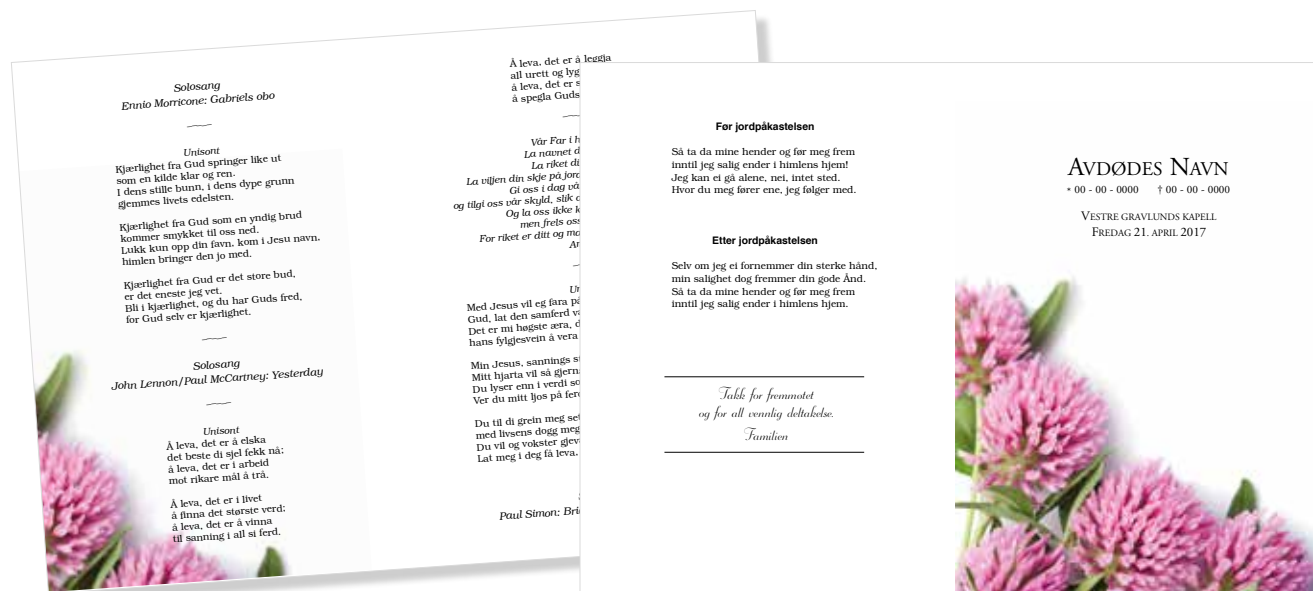 Solosang
Ennio Morricone: Gabriels obo
Unisont
Kjærlighet fra Gud springer like ut
som en kilde klar og ren.
I dens stille bunn, i dens dype grunn
gjemmes livets edelsten.
Kjærlighet fra Gud som en yndig brud
kommer smykket til oss ned.
Lukk kun opp din favn, kom i Jesu navn,
himlen bringer den jo med.
Kjærlighet fra Gud er det store bud,
er det eneste jeg vet.
Bli i kjærlighet, og du har Guds fred,
for Gud selv er kjærlighet.
Solosang
John Lennon/Paul McCartney: Yesterday
Unisont
Å leva, det er å elska
det beste di sjel fekk nå;
å leva, det er i arbeid
mot rikare mål å trå.
Å leva, det er i livet
å finna det største verd;
å leva, det er å vinna
til sanning i all si ferd.
Å leva, det er å leggja
all urett og lyg
å leva, det er s
å spegla Guds
Vår Far i h
La navnet d
La riket di
La viljen din skje på jord
Gi oss i dag vå
og tilgi oss vår skyld, slik
Og la oss ikke
men frels oss
For riket er ditt og ma
Med Jesus vil eg fara på
Gud, lat den samferd va
Det er mi høgste æra, d
hans fylgjesvein å vera
Min Jesus, sannings s
Mitt hjarta vil så gjern
Du lyser enn i verdi so
Ver du mitt ljos på ferd
Du til di grein meg set
med livsens dogg meg
Du vil og vokster gjev
Lat meg i deg få leva.
Paul Simon: Bri
Før jordpåkastelsen
Så ta da mine hender og før meg frem
inntil jeg salig ender i himlens hjem!
Jeg kan ei gå alene, nei, intet sted.
Hvor du meg fører ene, jeg følger med.
Etter jordpåkastelsen
Selv om jeg ei fornemmer din sterke hånd,
min salighet dog fremmer din gode Ånd.
Så ta da mine hender og før meg frem
inntil jeg salig ender i himlens hjem.
Takk for fremmøtet
og for all vennlig deltakelse.
Familien
AVDØDES NAVN
* 00 - 00 - 0000 † 00 - 00 - 0000
VESTRE GRAVLUNDS KAPELL
FREDAG 21. APRIL 2017